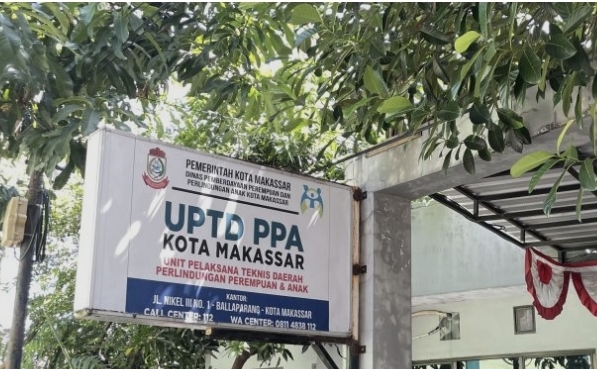 PEMERINTAH KOTA MAKASSAR
DINAS PEMBERDAYAAN PEREMPUAN DAN
PERLINDUNGAN ANAK KOTA MAKASSAR
UPTD PPA
KOTA MAKASSAR
UNIT PELAKSANA TEKNIS DAERAH
PERLINDUNGAN PEREMPUAN & ANAK
KANTOR:
JL. NIKEL III NO. 1 - BALLAPARANG - KOTA MAKASSAR
CALL CENTER: 112 WA CENTER: 0811 4838 112